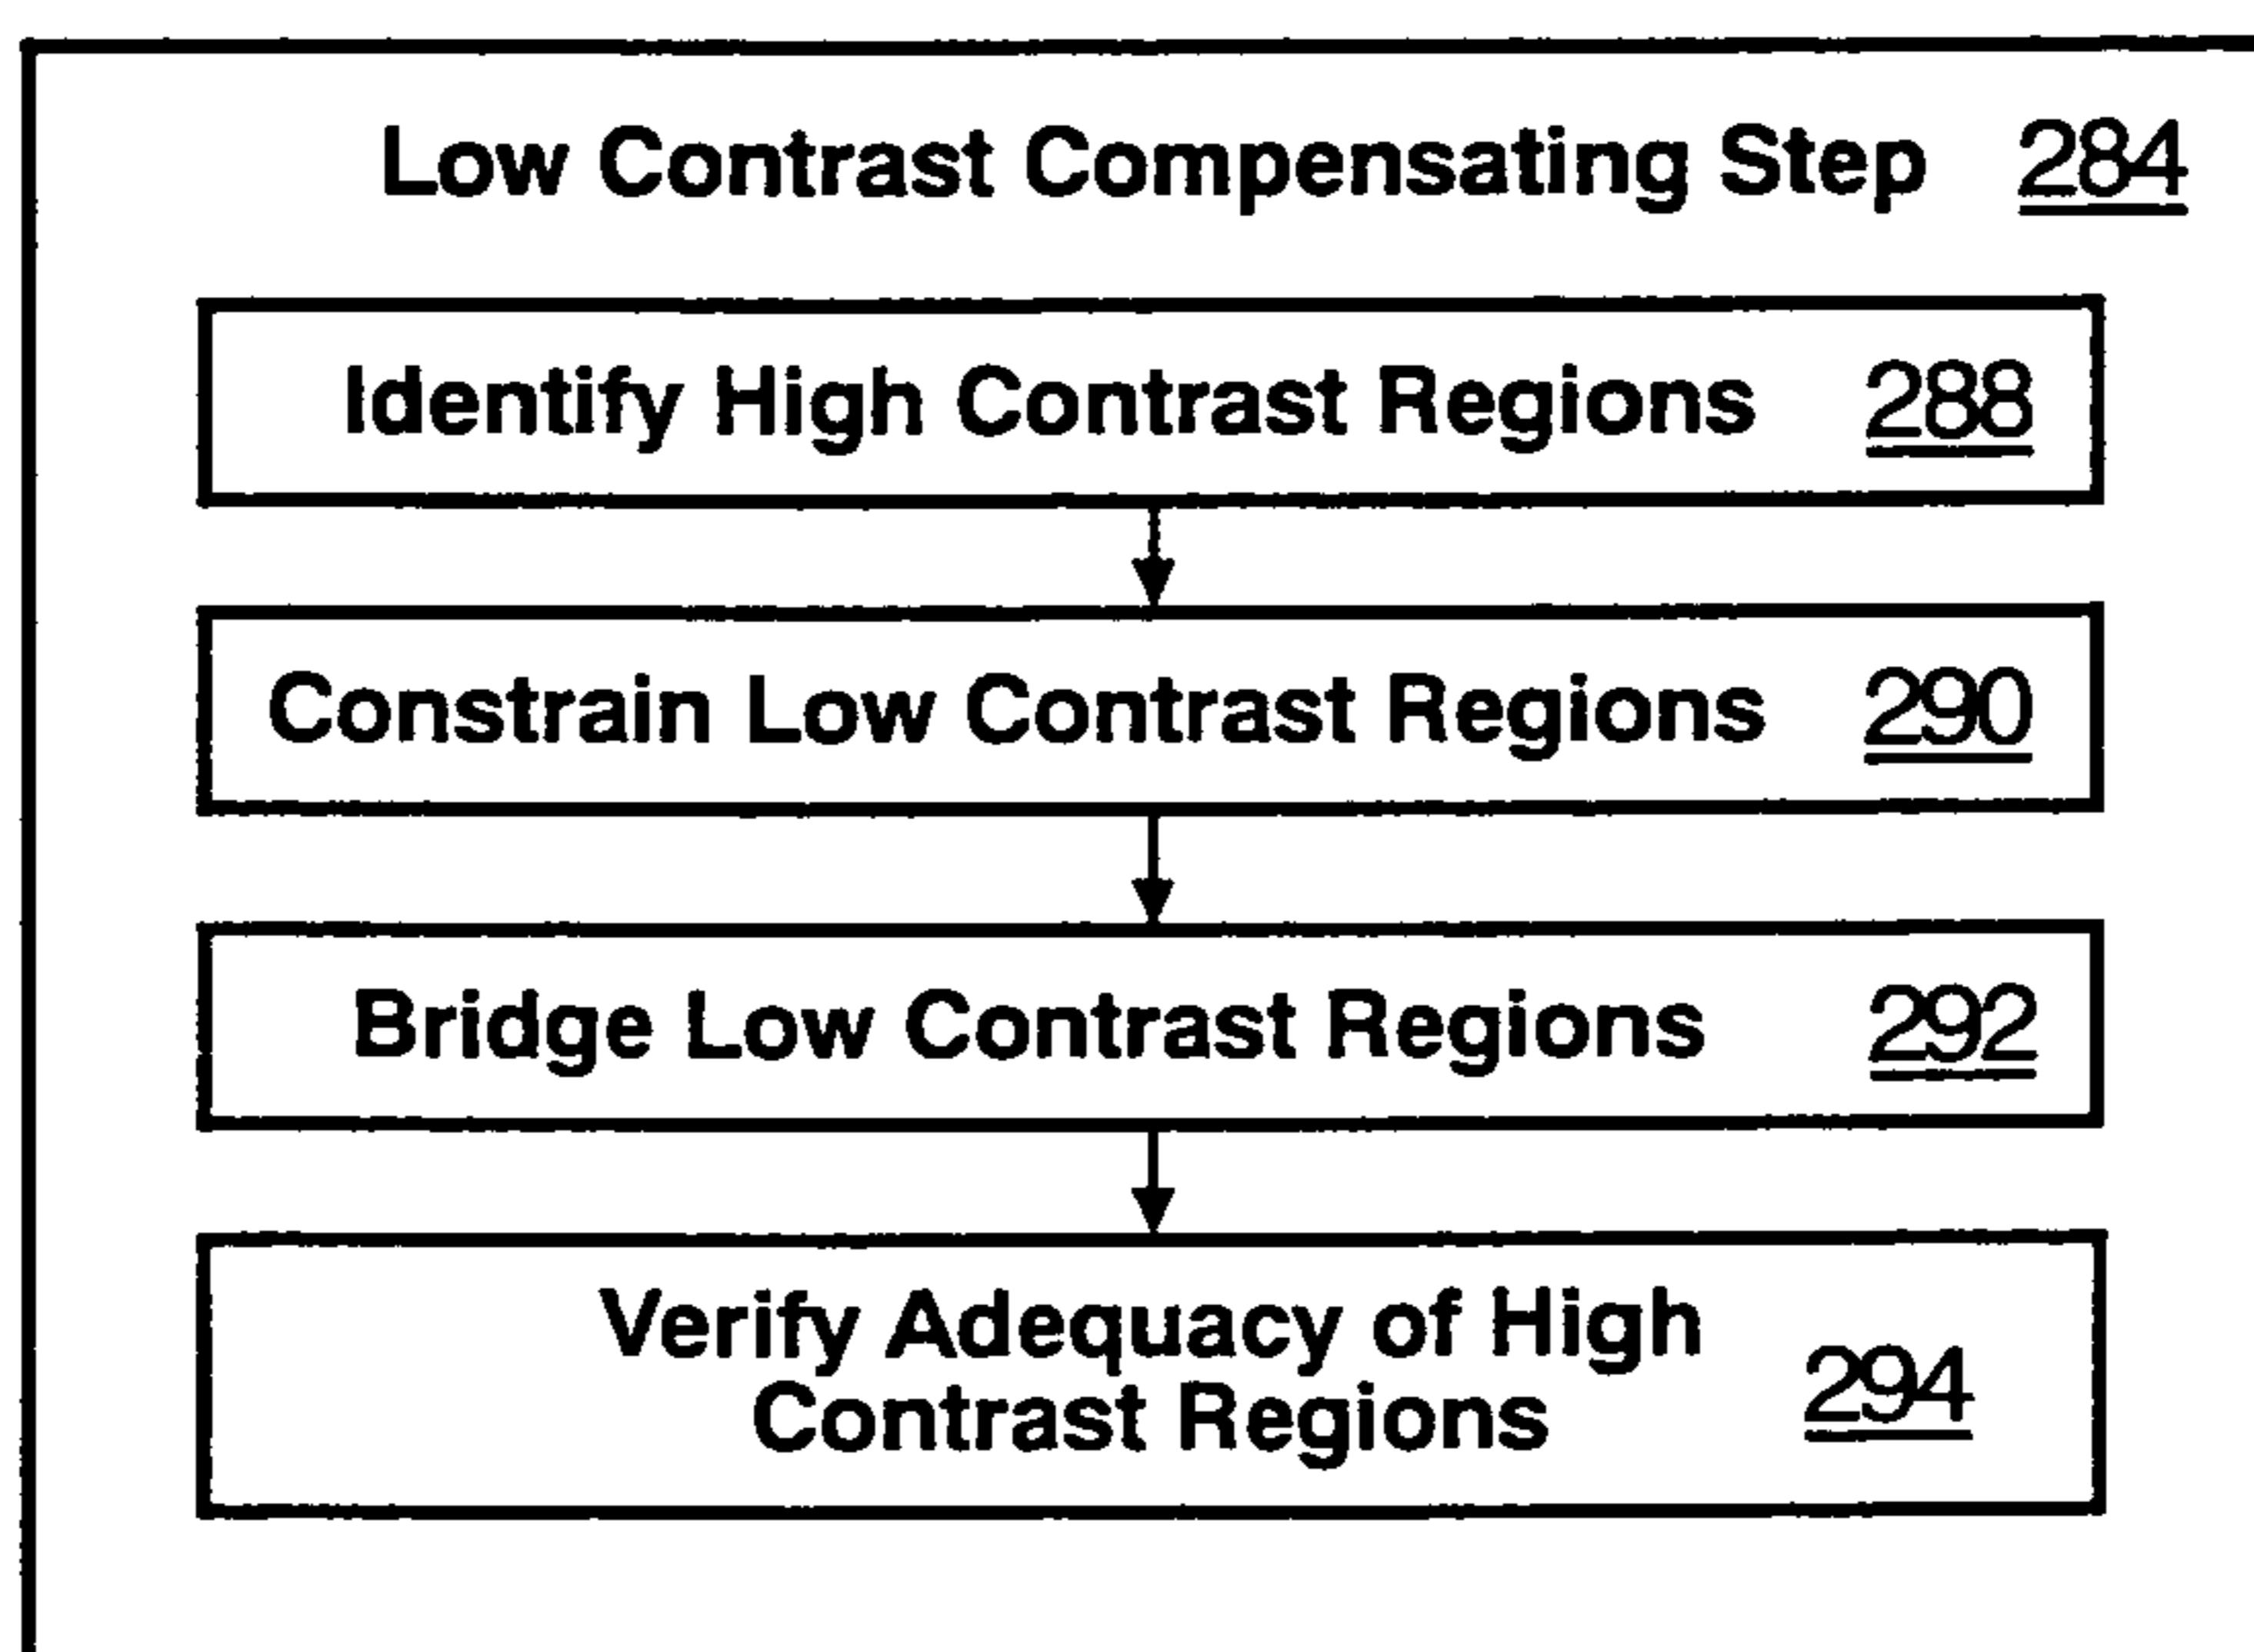 Low Contrast Compensating Step 284
Identify High Contrast Regions 288
Constrain Low Contrast Regions 290
Bridge Low Contrast Regions 292
Verify Adequacy of High
Contrast Regions 294